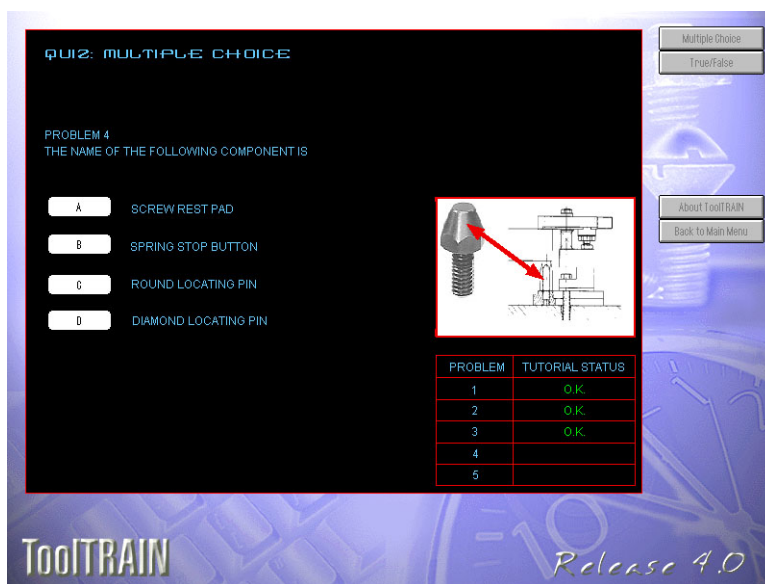 QUIZ: MULTIPLE CHOICE
Multiple Choice
True/False
PROBLEM 4
THE NAME OF THE FOLLOWING COMPONENT IS
A SCREW REST PAD
B SPRING STOP BUTTON
C ROUND LOCATING PIN
D DIAMOND LOCATING PIN
About ToolTRAIN
Back to Main Menu
PROBLEM TUTORIAL STATUS
1 O.K.
2 O.K.
3 O.K.
4
5
ToolTRAIN
Release 4.0